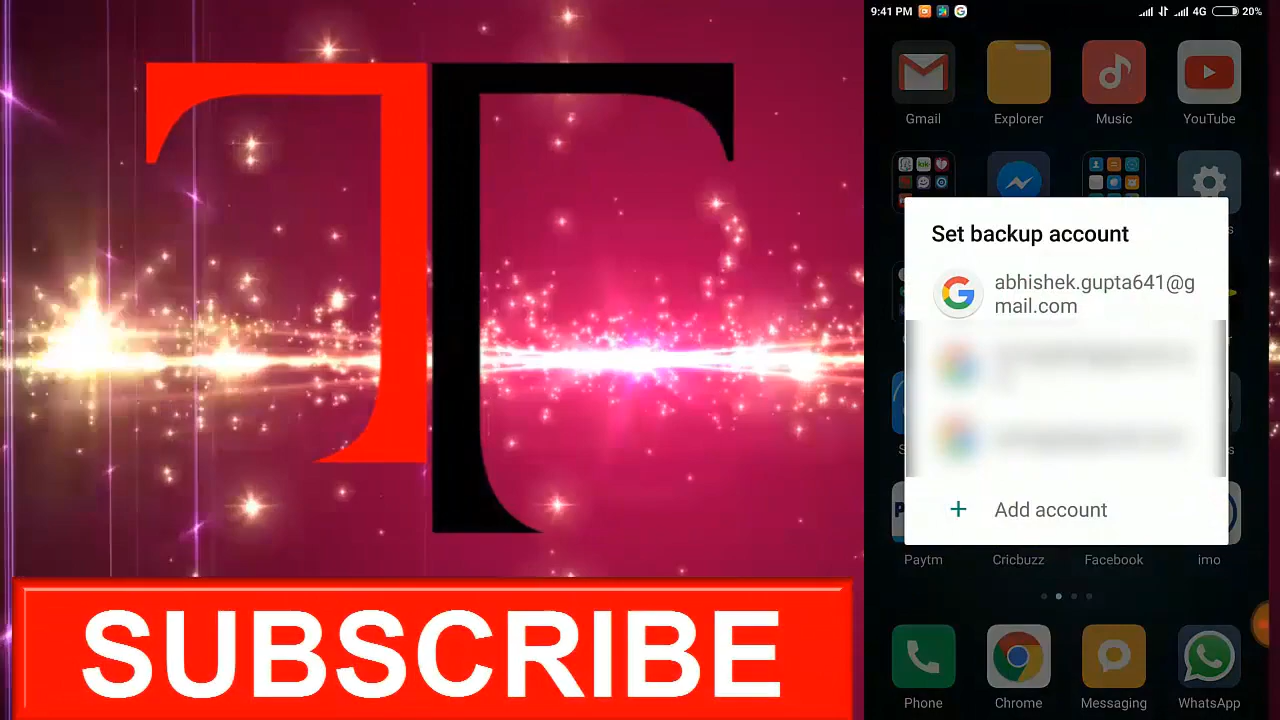 TT
SUBSCRIBE
9:41 PM
4G
20%
Gmail
Explorer
Music
YouTube
Set backup account
abhishek.gupta641@g
mail.com
Add account
Paytm
Cricbuzz
Facebook
imo
Phone
Chrome
Messaging
WhatsApp